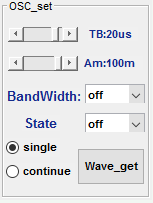 OSC_set
TB:20us
Am:100m
BandWidth: off
State off
single
continue
Wave_get